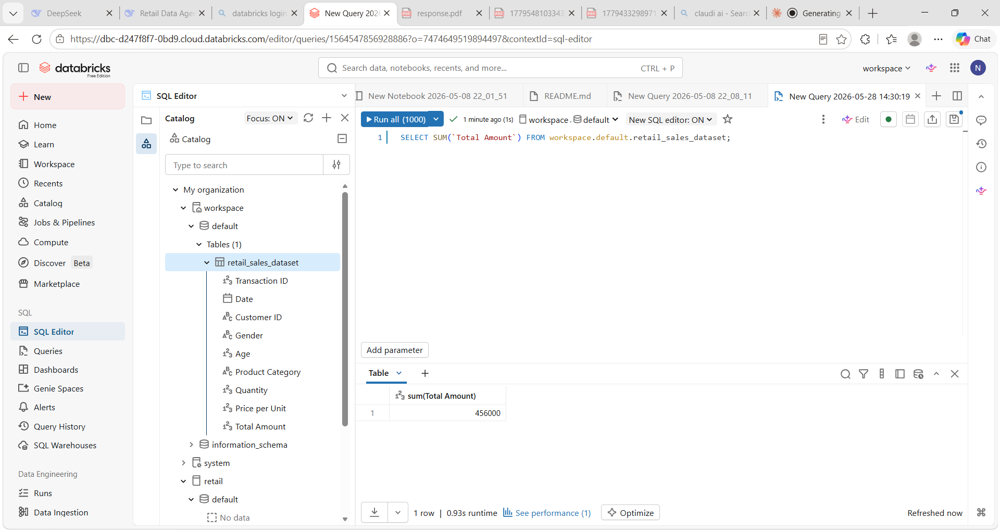 DeepSeek
Retail Data Age
databricks login
New Query 202
response.pdf
1779548103343
1779433298971
claudi ai - Searc
Generating
https://dbc-d247f8f7-0bd9.cloud.databricks.com/editor/queries/1564547856928886?o=7474649519894497&contextId=sql-editor
Chat
databricks
Free Edition
Search data, notebooks, recents, and more...
CTRL + P
workspace
N
New
Home
Learn
Workspace
Recents
Catalog
Jobs & Pipelines
Compute
Discover Beta
Marketplace
SQL
SQL Editor
Queries
Dashboards
Genie Spaces
Alerts
Query History
SQL Warehouses
Data Engineering
Runs
Data Ingestion
SQL Editor
Catalog
Focus: ON
Catalog
Type to search
My organization
workspace
default
Tables (1)
retail_sales_dataset
Transaction ID
Date
Customer ID
Gender
Age
Product Category
Quantity
Price per Unit
Total Amount
information_schema
system
retail
default
No data
New Notebook 2026-05-08 22_01_51
README.md
New Query 2026-05-08 22_08_11
New Query 2026-05-28 14:30:19
Run all (1000)
1 minute ago (1s)
workspace. default
New SQL editor: ON
Edit
1 SELECT SUM(`Total Amount`) FROM workspace.default.retail_sales_dataset;
Add parameter
Table
sum(Total Amount)
1 456000
1 row | 0.93s runtime
See performance (1)
Optimize
Refreshed now